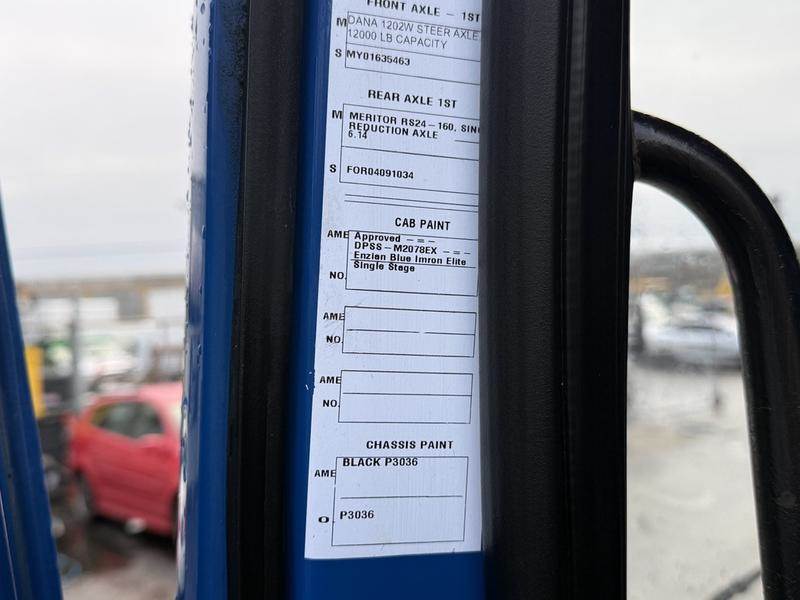 FRONT AXLE - 1ST
M DANA 1202W STEER AXLE
12000 LB CAPACITY
S MY01635463
REAR AXLE 1ST
M MERITOR RS24-160, SIN
REDUCTION AXLE
6.14
S FOR04091034
CAB PAINT
AME Approved - = -
DPSS-M2078EX - = -
Enzian Blue Imron Elite
NO. Single Stage
AME
NO.
AME
NO.
CHASSIS PAINT
AME BLACK P3036
O. P3036